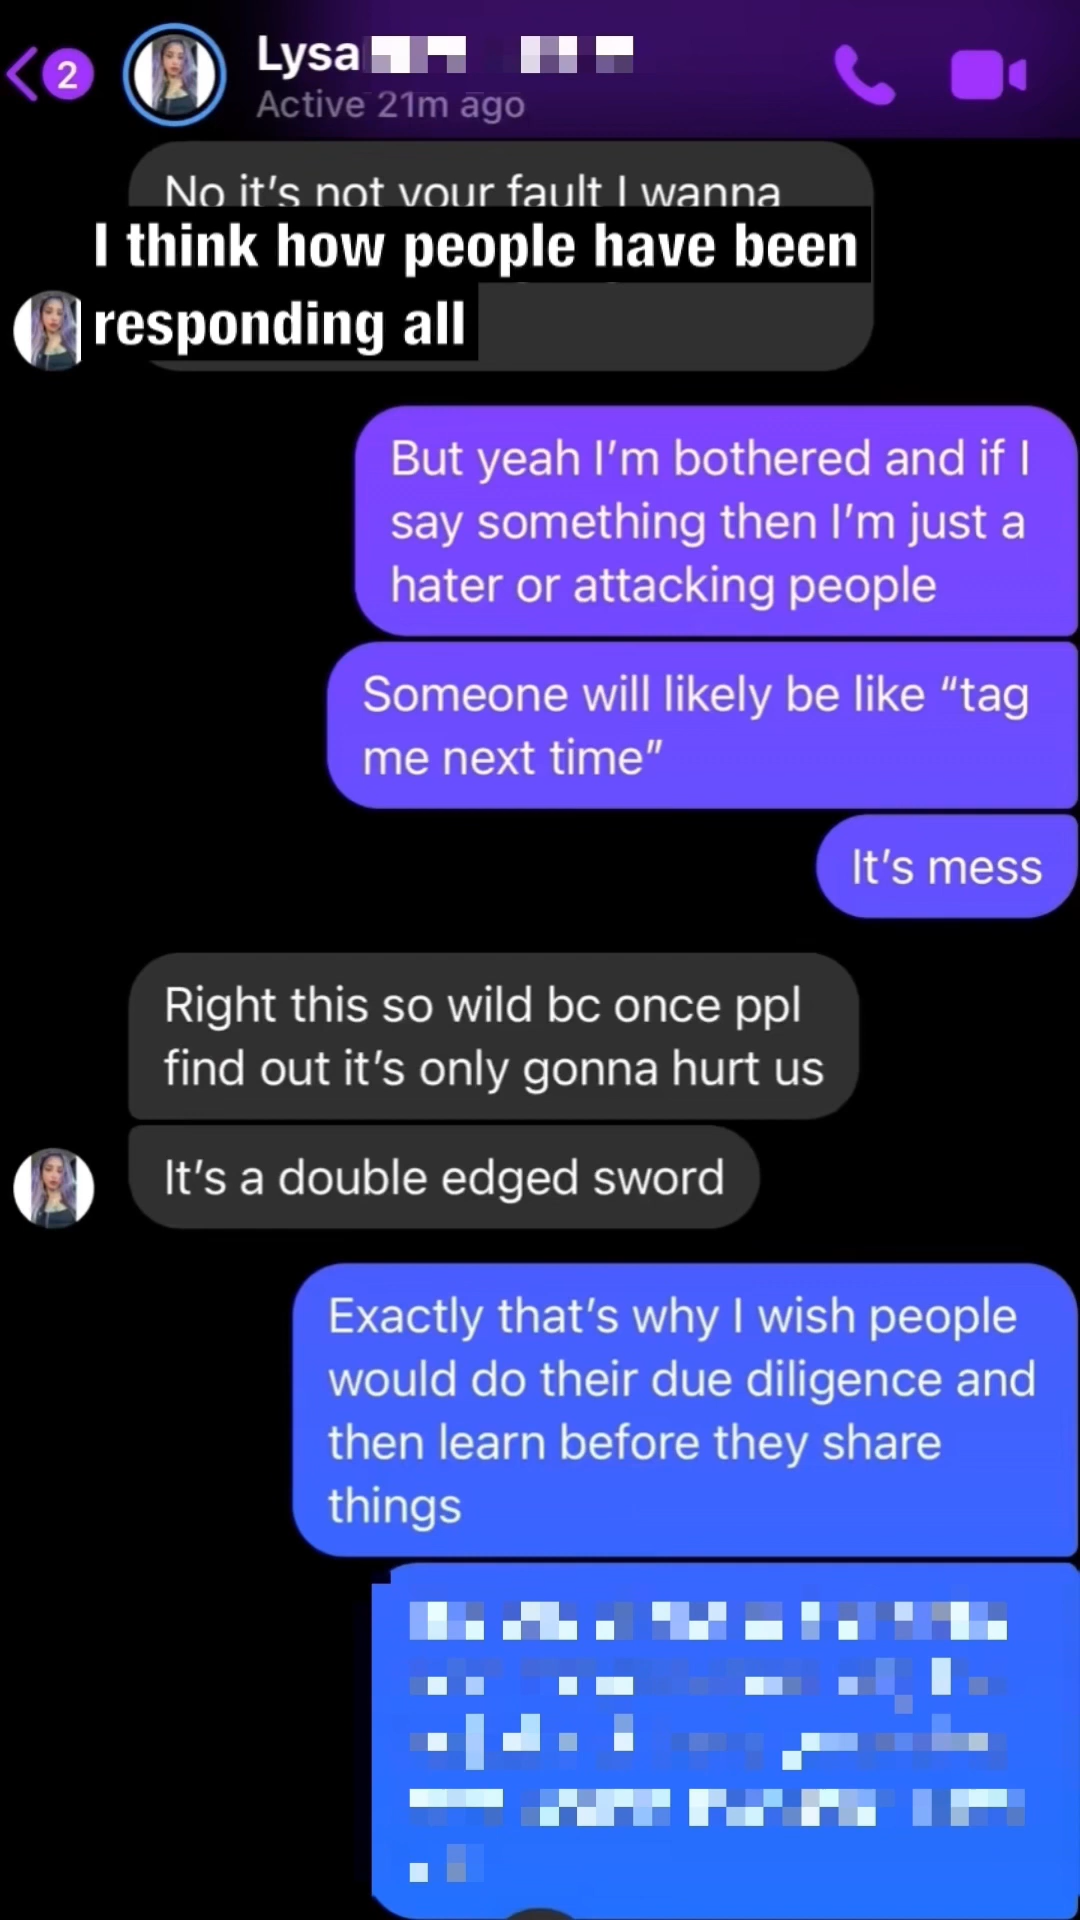 2
Lysa
Active 21m ago
No it's not your fault I wanna
I think how people have been
responding all
But yeah I'm bothered and if I
say something then I'm just a
hater or attacking people
Someone will likely be like “tag
me next time”
It's mess
Right this so wild bc once ppl
find out it's only gonna hurt us
It's a double edged sword
Exactly that's why I wish people
would do their due diligence and
then learn before they share
things